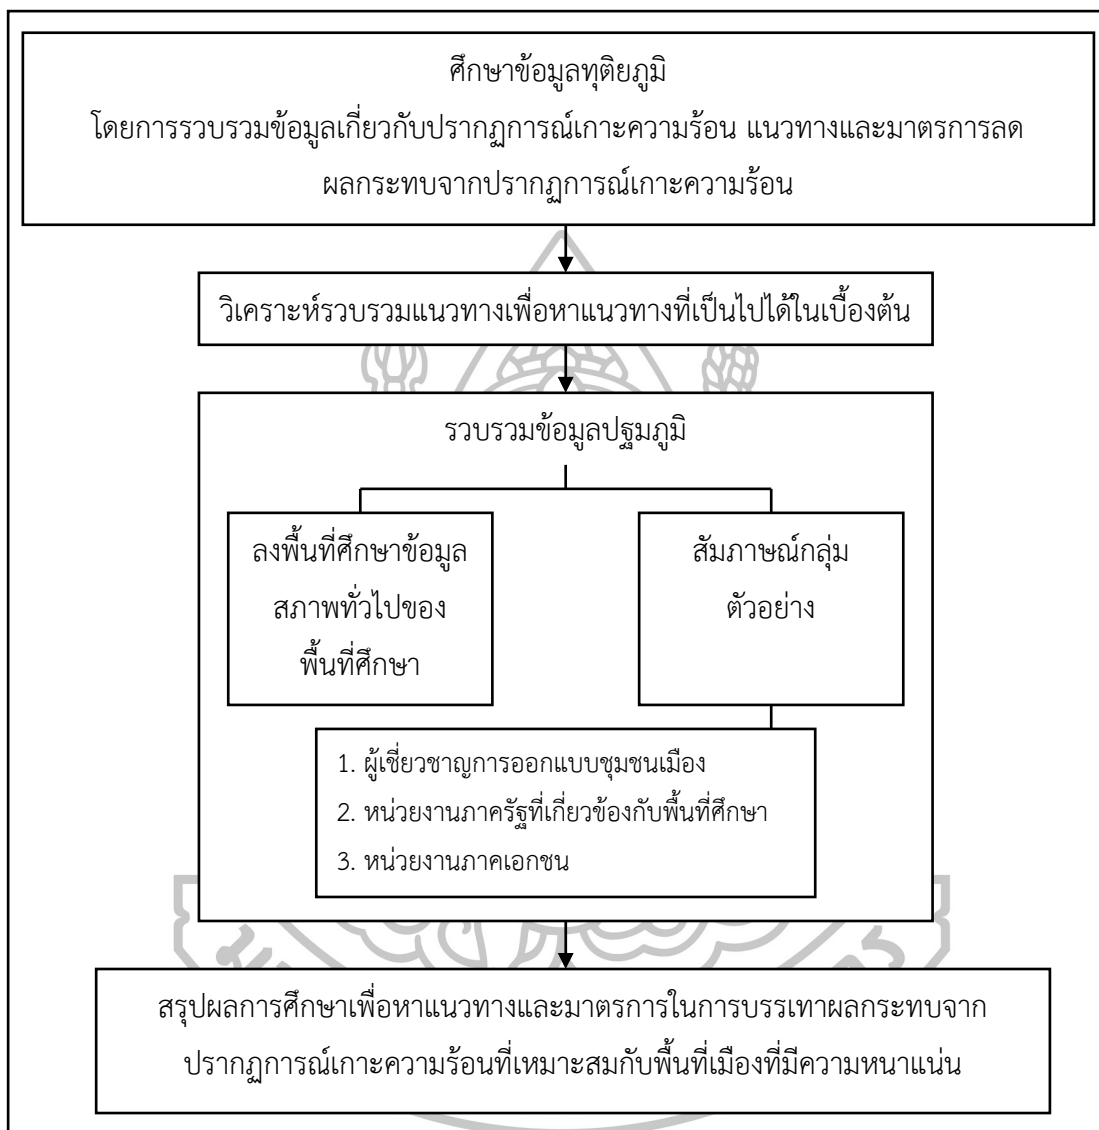 ศึกษาข้อมูลทุติยภูมิ
โดยการรวบรวมข้อมูลเกี่ยวกับปรากฏการณ์เกาะความร้อน แนวทางและมาตรการลด
ผลกระทบจากปรากฏการณ์เกาะความร้อน
วิเคราะห์รวบรวมแนวทางเพื่อหาแนวทางที่เป็นไปได้ในเบื้องต้น
รวบรวมข้อมูลปฐมภูมิ
ลงพื้นที่ศึกษาข้อมูล
สภาพทั่วไปของ
พื้นที่ศึกษา
สัมภาษณ์กลุ่ม
ตัวอย่าง
1. ผู้เชี่ยวชาญการออกแบบชุมชนเมือง
2. หน่วยงานภาครัฐที่เกี่ยวข้องกับพื้นที่ศึกษา
3. หน่วยงานภาคเอกชน
สรุปผลการศึกษาเพื่อหาแนวทางและมาตรการในการบรรเทาผลกระทบจาก
ปรากฏการณ์เกาะความร้อนที่เหมาะสมกับพื้นที่เมืองที่มีความหนาแน่น